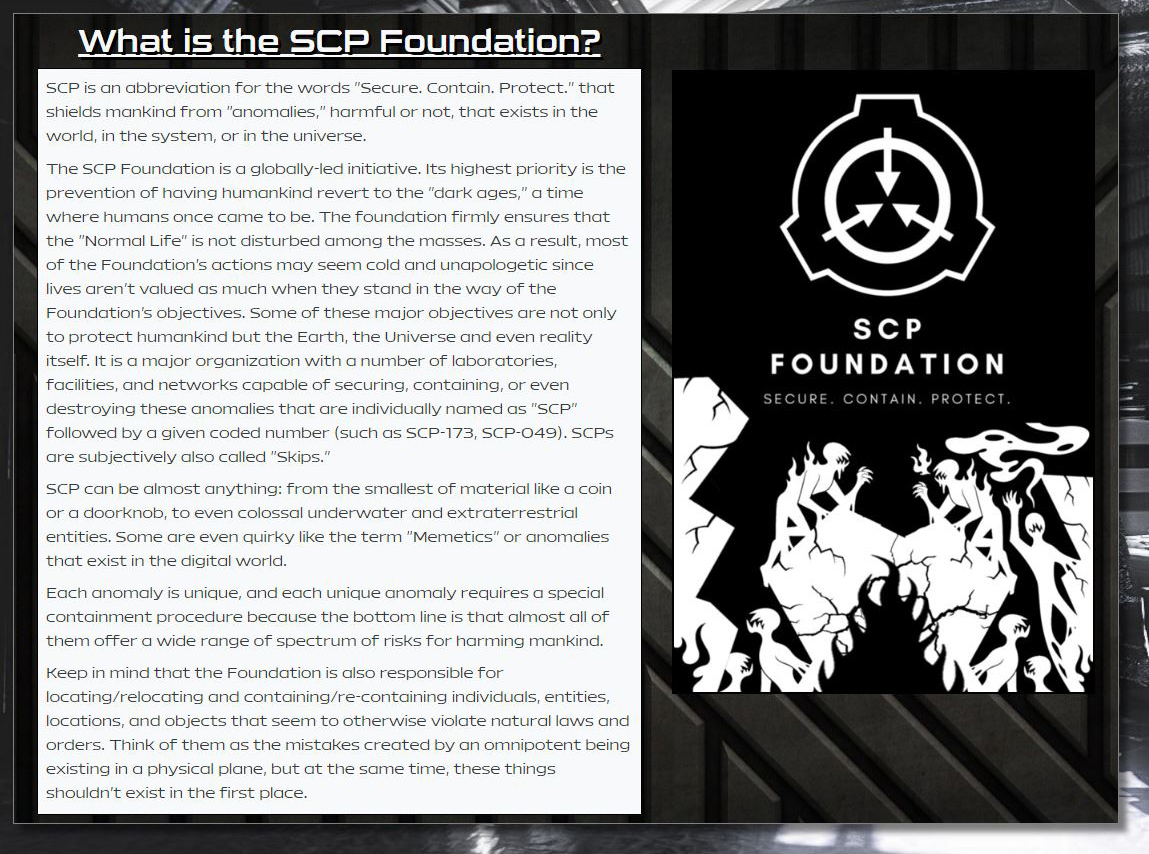 What is the SCP Foundation?
SCP is an abbreviation for the words "Secure. Contain. Protect." that
shields mankind from "anomalies," harmful or not, that exists in the
world, in the system, or in the universe.
The SCP Foundation is a globally-led initiative. Its highest priority is the
prevention of having humankind revert to the "dark ages," a time
where humans once came to be. The foundation firmly ensures that
the "Normal Life" is not disturbed among the masses. As a result, most
of the Foundation's actions may seem cold and unapologetic since
lives aren't valued as much when they stand in the way of the
Foundation's objectives. Some of these major objectives are not only
to protect humankind but the Earth, the Universe and even reality
itself. It is a major organization with a number of laboratories,
facilities, and networks capable of securing, containing, or even
destroying these anomalies that are individually named as "SCP"
followed by a given coded number (such as SCP-173, SCP-049). SCPs
are subjectively also called "Skips."
SCP can be almost anything: from the smallest of material like a coin
or a doorknob, to even colossal underwater and extraterrestrial
entities. Some are even quirky like the term "Memetics" or anomalies
that exist in the digital world.
Each anomaly is unique, and each unique anomaly requires a special
containment procedure because the bottom line is that almost all of
them offer a wide range of spectrum of risks for harming mankind.
Keep in mind that the Foundation is also responsible for
locating/relocating and containing/re-containing individuals, entities,
locations, and objects that seem to otherwise violate natural laws and
orders. Think of them as the mistakes created by an omnipotent being
existing in a physical plane, but at the same time, these things
shouldn't exist in the first place.
SCP
FOUNDATION
SECURE. CONTAIN. PROTECT.